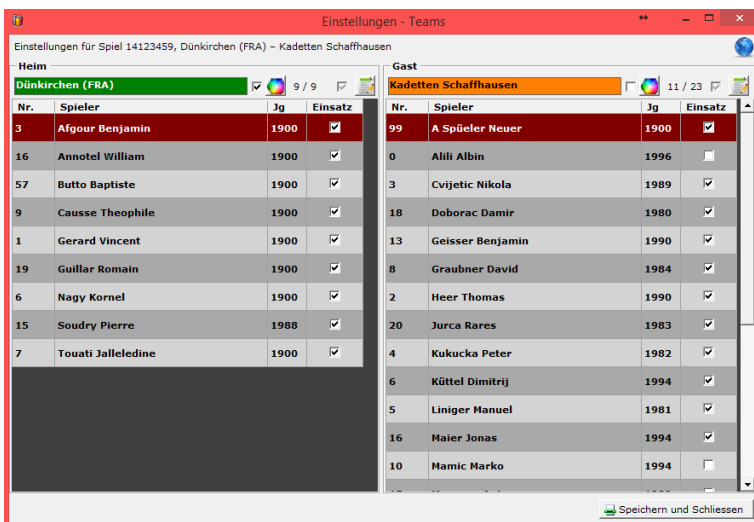 Einstellungen - Teams
Einstellungen für Spiel 14123459, Dünkirchen (FRA) – Kadetten Schaffhausen
Heim
Dünkirchen (FRA) 9 / 9
Nr. Spieler Jg Einsatz
3 Afgour Benjamin 1900
16 Annotel William 1900
57 Butto Baptiste 1900
9 Causse Theophile 1900
1 Gerard Vincent 1900
19 Guillar Romain 1900
6 Nagy Kornel 1900
15 Soudry Pierre 1988
7 Touati Jalleledine 1900
Gast
Kadetten Schaffhausen 11 / 23
Nr. Spieler Jg Einsatz
99 A Spüeler Neuer 1900
0 Alili Albin 1996
3 Cvijetic Nikola 1989
18 Doborac Damir 1980
13 Geisser Benjamin 1990
8 Graubner David 1984
2 Heer Thomas 1990
20 Jurca Rares 1983
4 Kukucka Peter 1982
6 Küttel Dimitrij 1994
5 Liniger Manuel 1981
16 Maier Jonas 1994
10 Mamic Marko 1994
Speichern und Schliessen